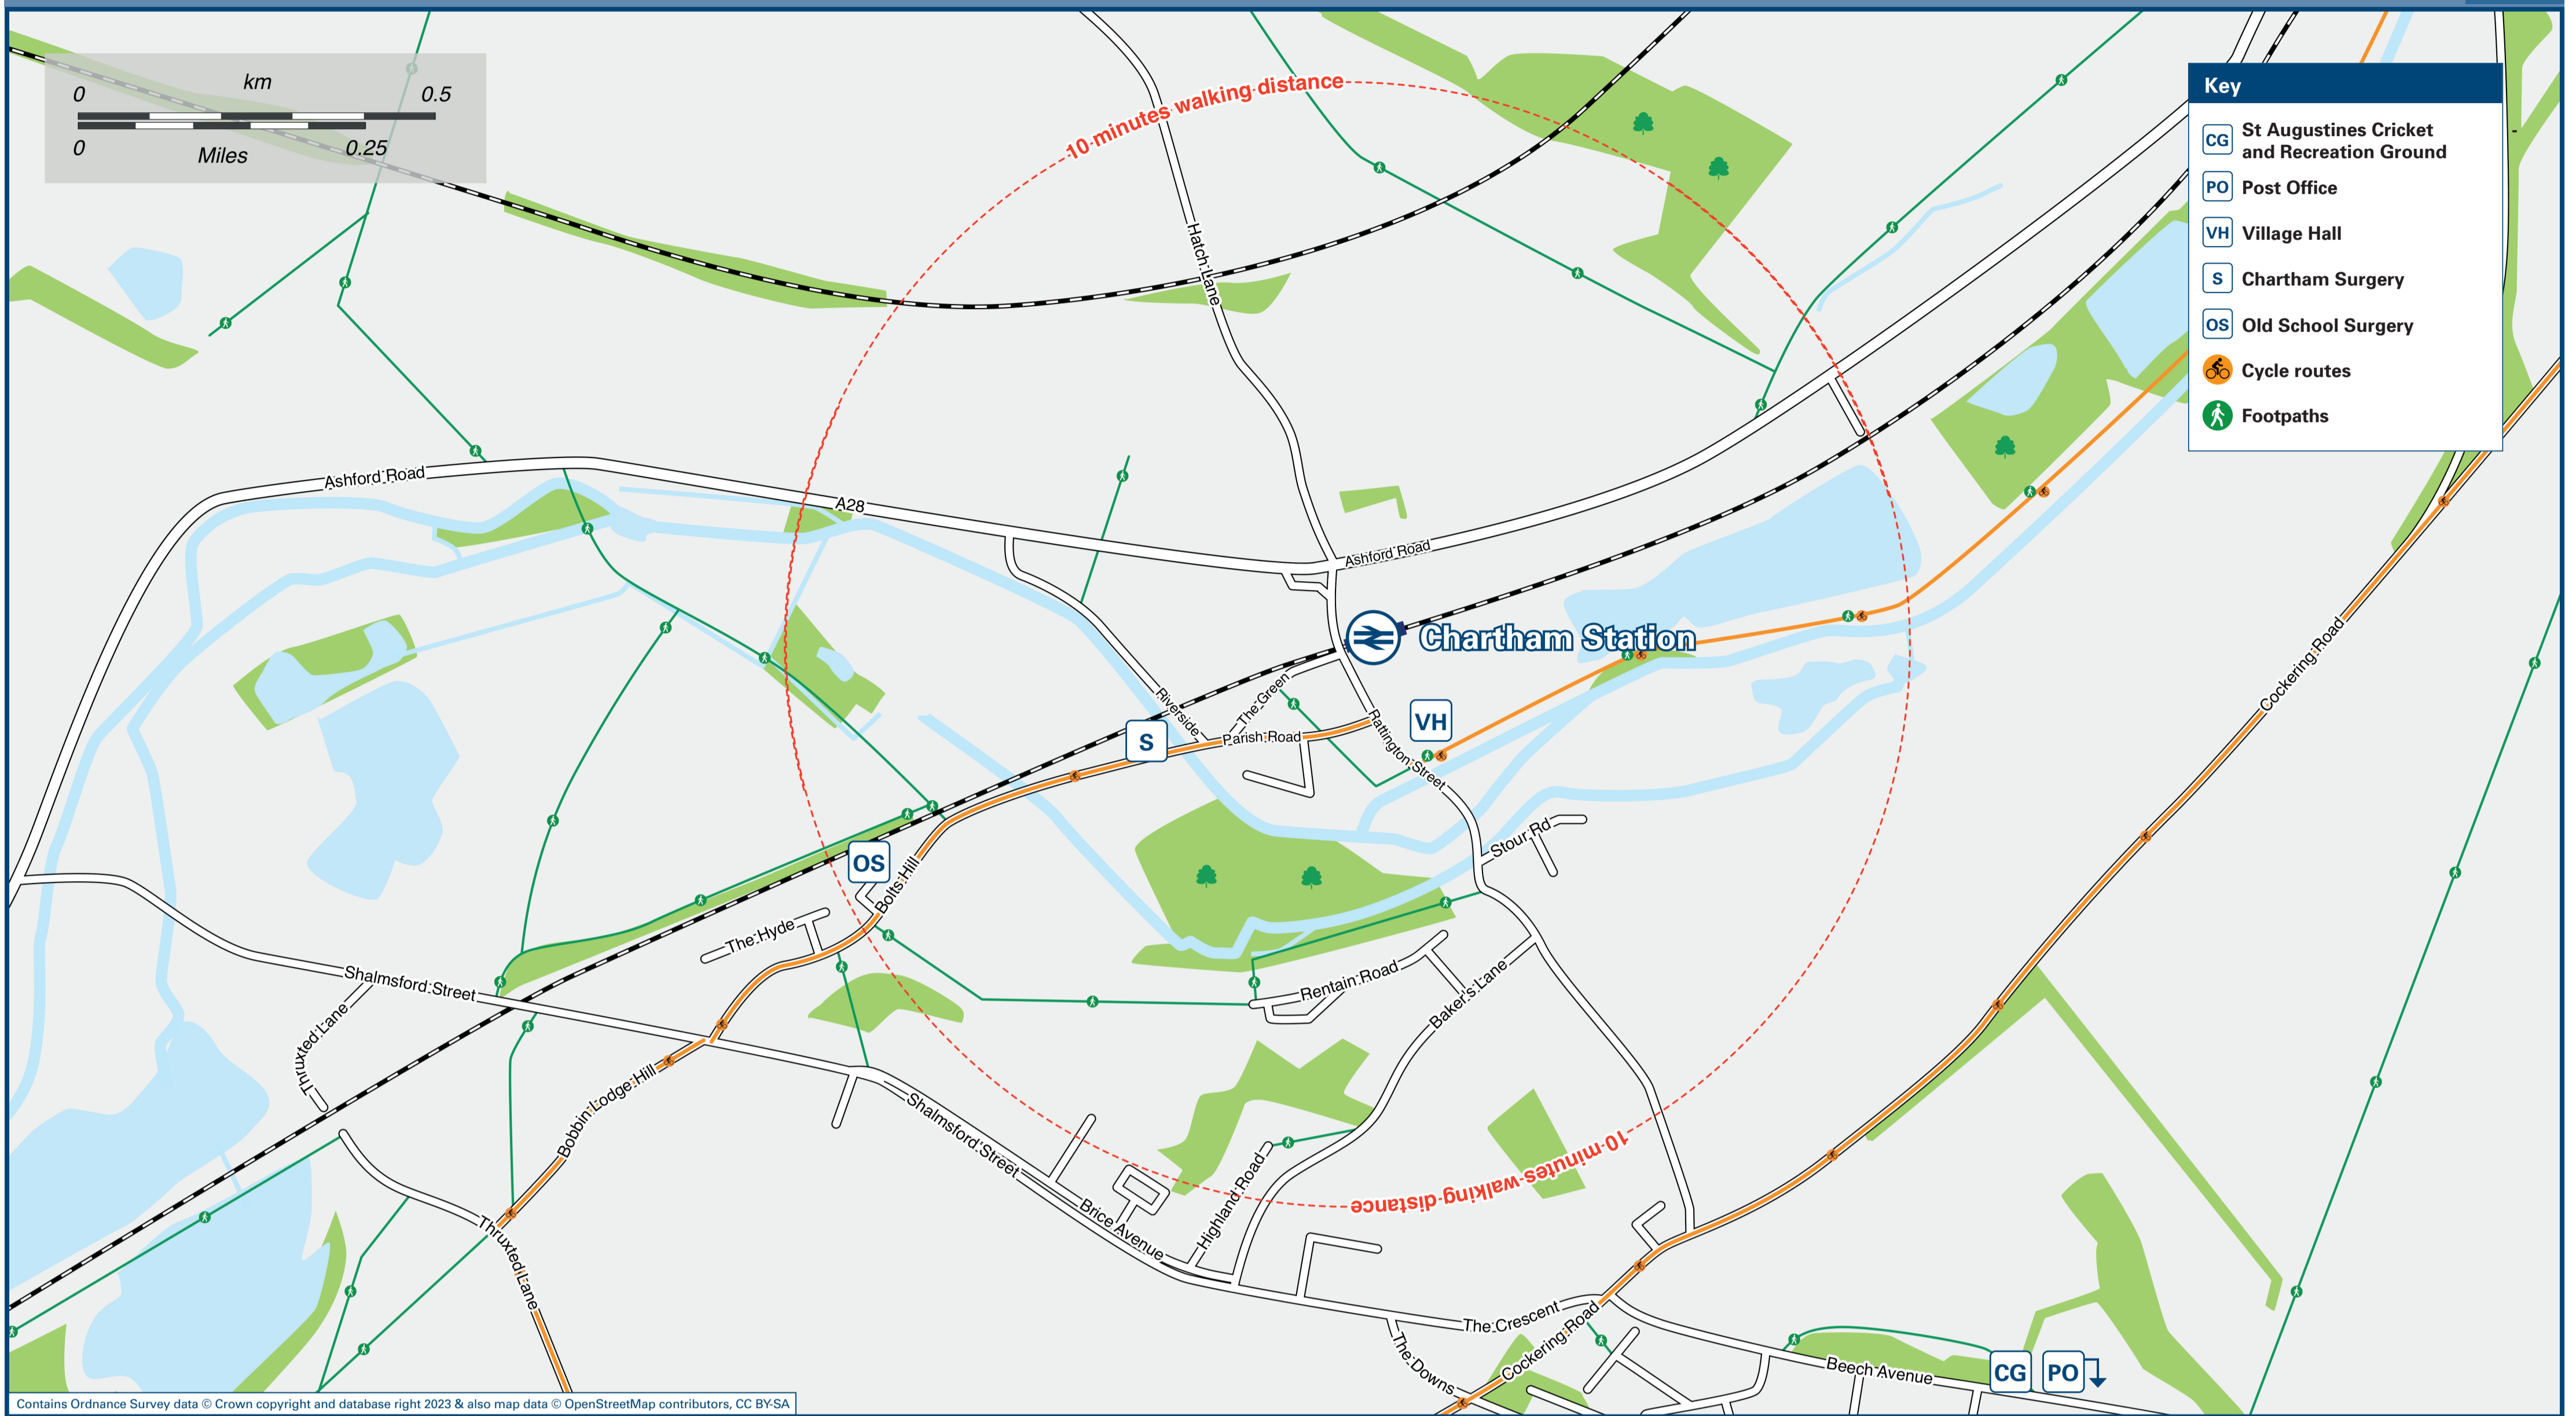 km
0
0.5
0
0.25
Miles
10 minutes walking distance
Hatch Lane
Key
CG
St Augustines Cricket
and Recreation Ground
PO
Post Office
VH
Village Hall
S
Chartham Surgery
OS
Old School Surgery
Cycle routes
Footpaths
Ashford Road
A28
Ashford Road
Chartham Station
Riverside
The Green
S
Parish Road
VH
Rattington Street
Cockering Road
Stour Rd
OS
Bolts Hill
The Hyde
Shalmsford Street
Thruxted Lane
Rentain Road
Baker's Lane
Bobbin Lodge Hill
Shalmsford Street
10 minutes walking distance
Highland Road
Brice Avenue
Thruxted Lane
The Crescent
Cockering Road
The Downs
Beech Avenue
CG
PO
Contains Ordnance Survey data © Crown copyright and database right 2023 & also map data © OpenStreetMap contributors, CC BY-SA